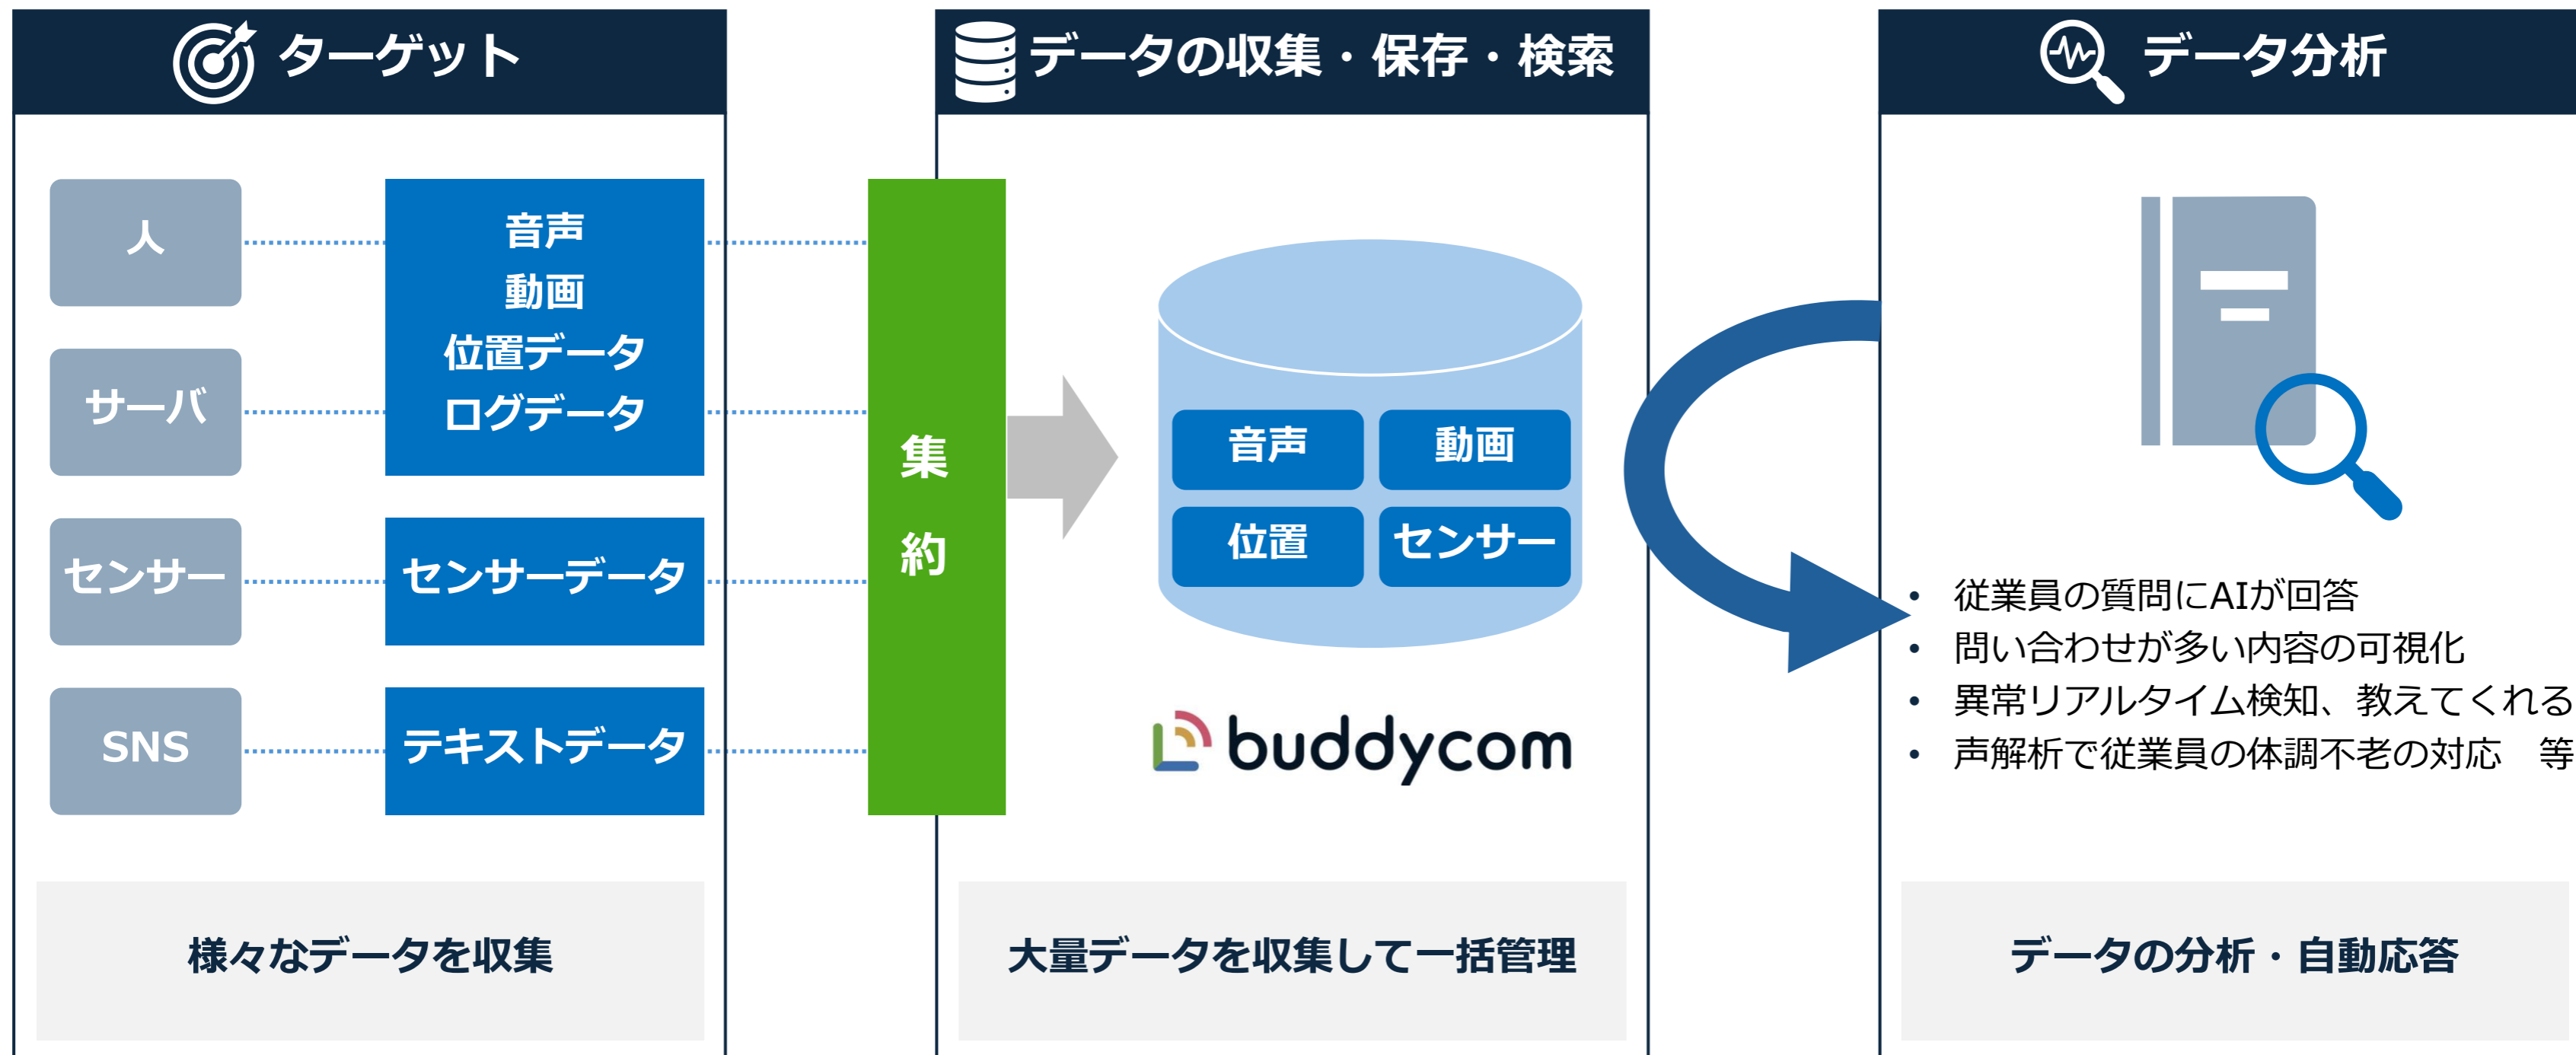 ターゲット
人
サーバ
センサー
SNS
音声
動画
位置データ
ログデータ
センサーデータ
テキストデータ
様々なデータを収集
集
約
データの収集・保存・検索
音声
動画
位置
センサー
buddycom
大量データを収集して一括管理
データ分析
• 従業員の質問にAIが回答
• 問い合わせが多い内容の可視化
• 異常リアルタイム検知、教えてくれる
• 声解析で従業員の体調不老の対応　等
データの分析・自動応答